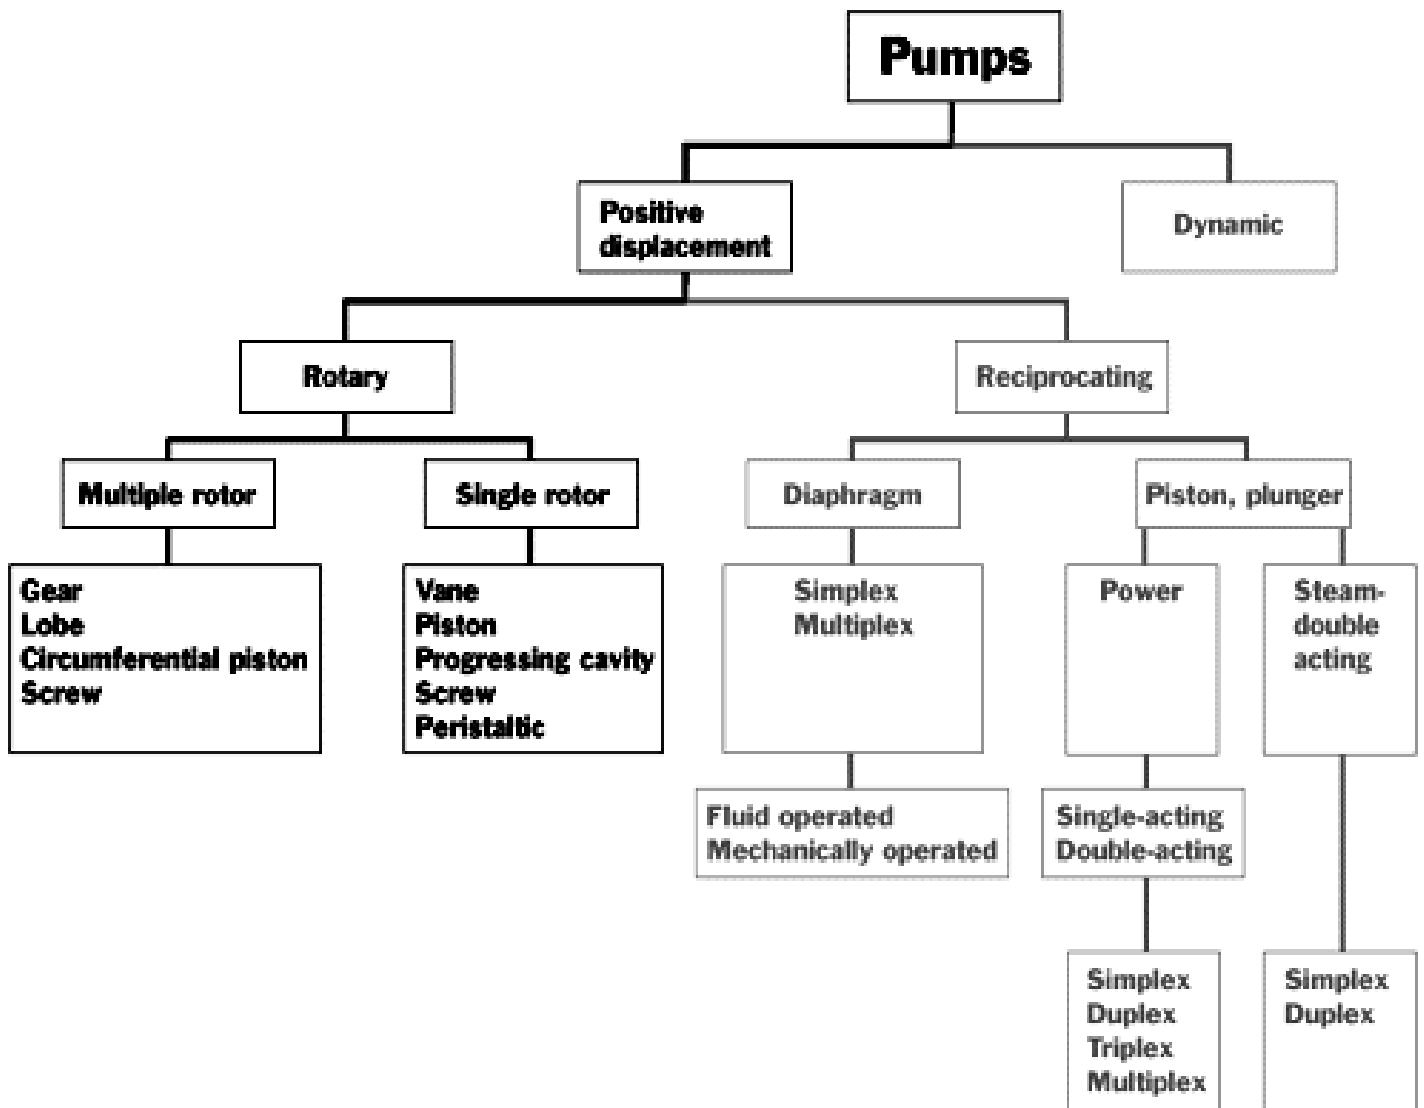 Pumps
Positive
displacement
Dynamic
Rotary
Reciprocating
Multiple rotor
Single rotor
Diaphragm
Piston, plunger
Gear
Lobe
Circumferential piston
Screw
Vane
Piston
Progressing cavity
Screw
Peristaltic
Simplex
Multiplex
Power
Steam-
double
acting
Fluid operated
Mechanically operated
Single-acting
Double-acting
Simplex
Duplex
Triplex
Multiplex
Simplex
Duplex